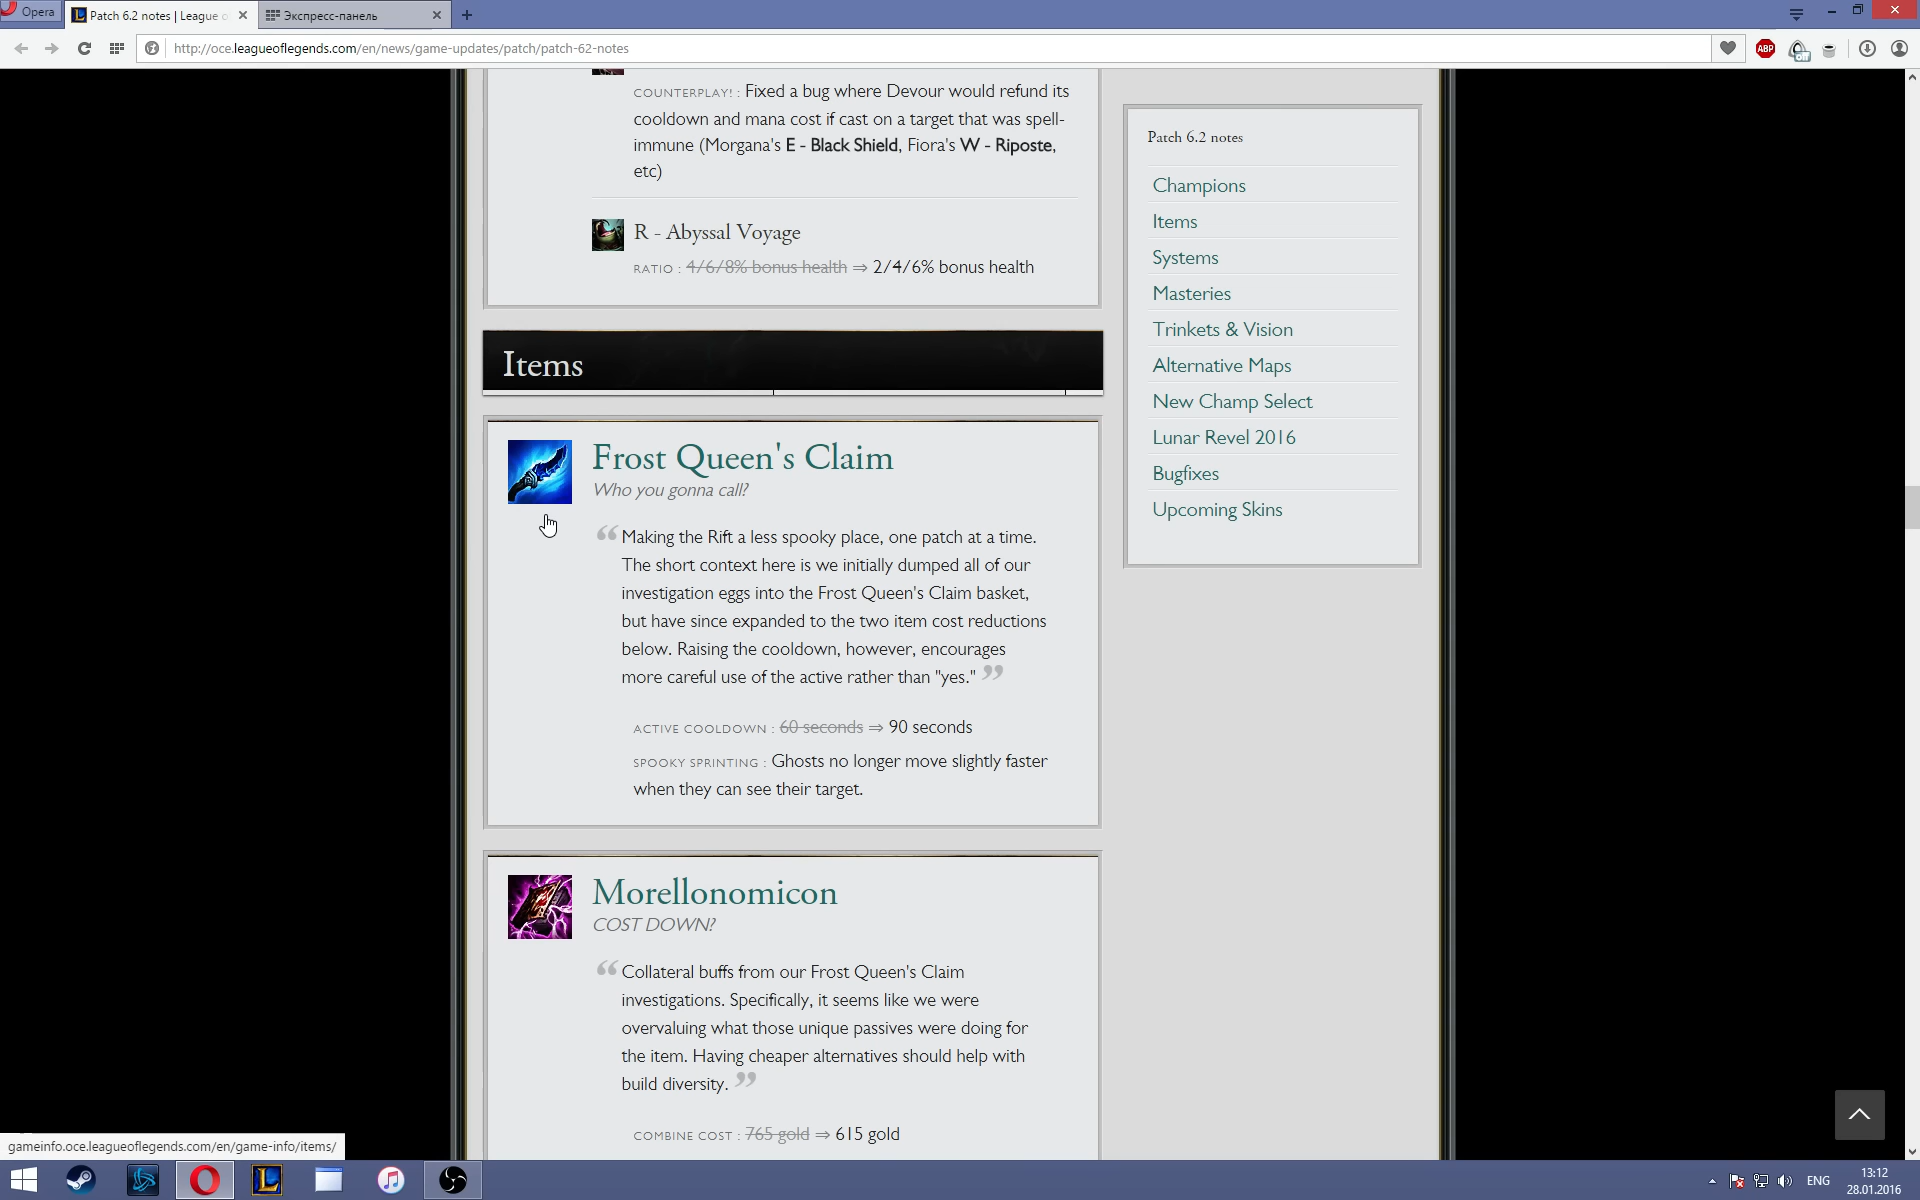 Opera
Patch 6.2 notes | League o
Экспресс-панель
http://oce.leagueoflegends.com/en/news/game-updates/patch/patch-62-notes
ABP
off
COUNTERPLAY! : Fixed a bug where Devour would refund its
cooldown and mana cost if cast on a target that was spell-
immune (Morgana's E - Black Shield, Fiora's W - Riposte,
etc)
R - Abyssal Voyage
RATIO : 4/6/8% bonus health ⇒ 2/4/6% bonus health
Items
Frost Queen's Claim
Who you gonna call?
“ Making the Rift a less spooky place, one patch at a time.
The short context here is we initially dumped all of our
investigation eggs into the Frost Queen's Claim basket,
but have since expanded to the two item cost reductions
below. Raising the cooldown, however, encourages
more careful use of the active rather than "yes." ”
ACTIVE COOLDOWN : 60 seconds ⇒ 90 seconds
SPOOKY SPRINTING : Ghosts no longer move slightly faster
when they can see their target.
Morellonomicon
COST DOWN?
“ Collateral buffs from our Frost Queen's Claim
investigations. Specifically, it seems like we were
overvaluing what those unique passives were doing for
the item. Having cheaper alternatives should help with
build diversity. ”
COMBINE COST : 765 gold ⇒ 615 gold
Patch 6.2 notes
Champions
Items
Systems
Masteries
Trinkets & Vision
Alternative Maps
New Champ Select
Lunar Revel 2016
Bugfixes
Upcoming Skins
gameinfo.oce.leagueoflegends.com/en/game-info/items/
ENG
13:12
28.01.2016